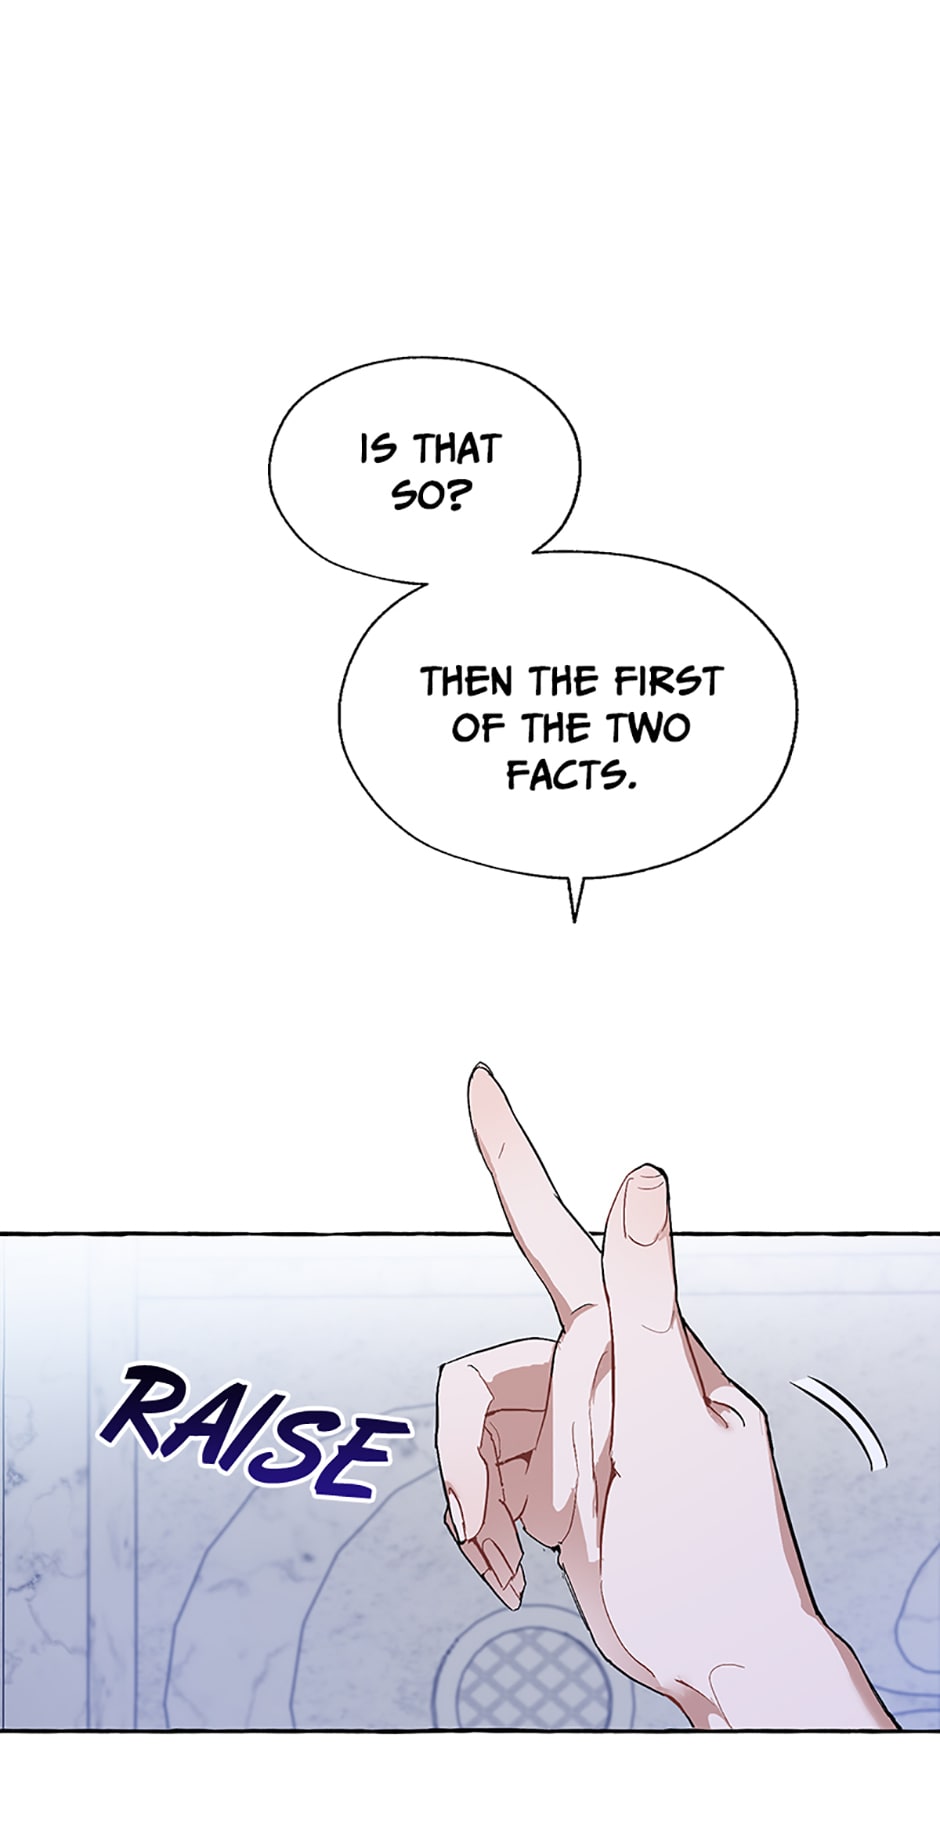 IS THAT
SO?
THEN THE FIRST
OF THE TWO
FACTS.
RAISE